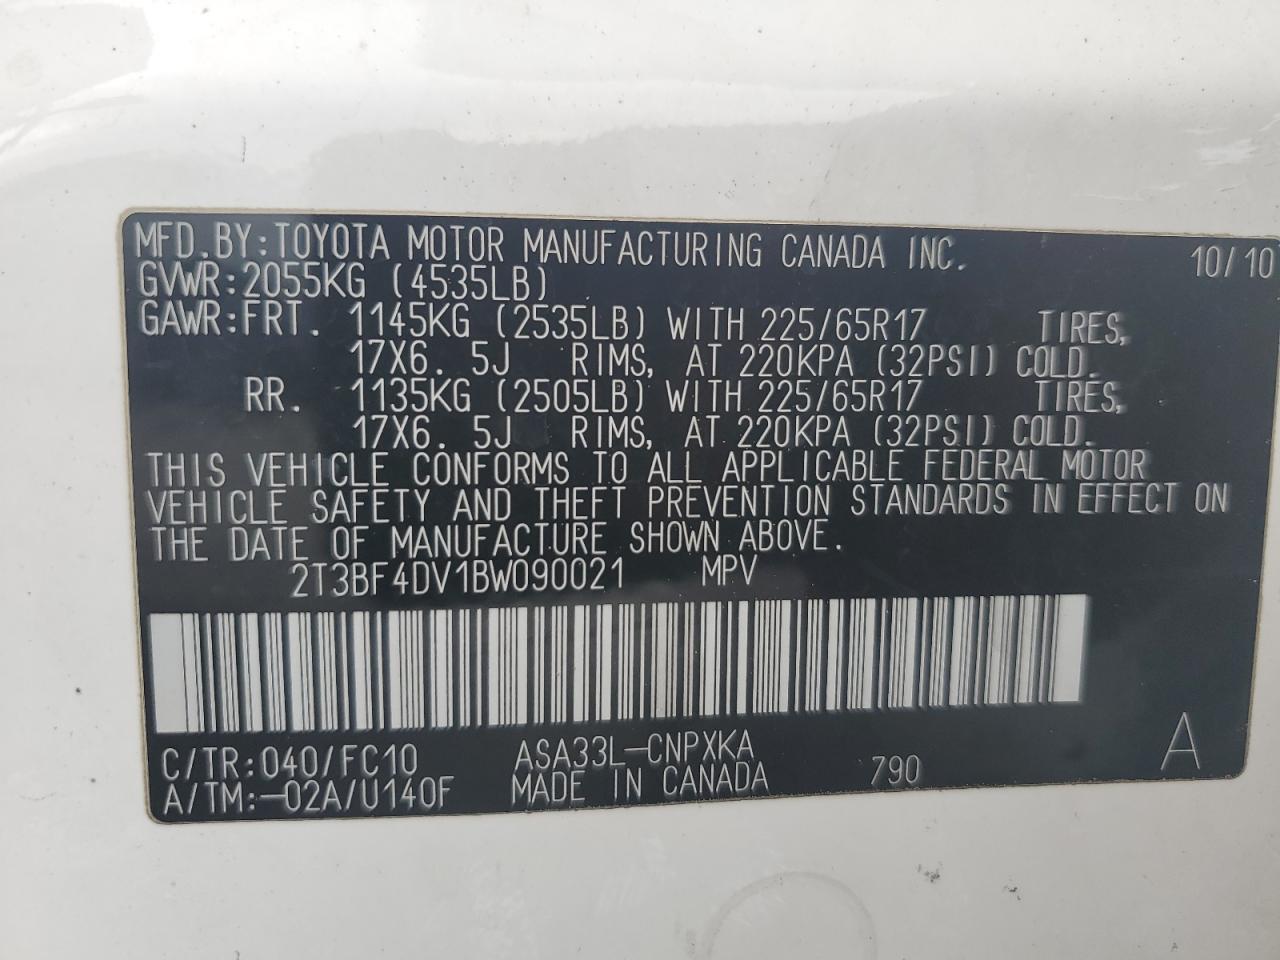 MFD.BY:TOYOTA MOTOR MANUFACTURING CANADA INC. 10/10
GVWR:2055KG (4535LB)
GAWR:FRT. 1145KG (2535LB) WITH 225/65R17 TIRES,
17X6. 5J RIMS, AT 220KPA (32PSI) COLD.
RR. 1135KG (2505LB) WITH 225/65R17 TIRES,
17X6. 5J RIMS, AT 220KPA (32PSI) COLD.
THIS VEHICLE CONFORMS TO ALL APPLICABLE FEDERAL MOTOR
VEHICLE SAFETY AND THEFT PREVENTION STANDARDS IN EFFECT ON
THE DATE OF MANUFACTURE SHOWN ABOVE.
2T3BF4DV1BW090021 MPV
C/TR:040/FC10 ASA33L-CNPXKA A
A/TM:-02A/U140F MADE IN CANADA 790